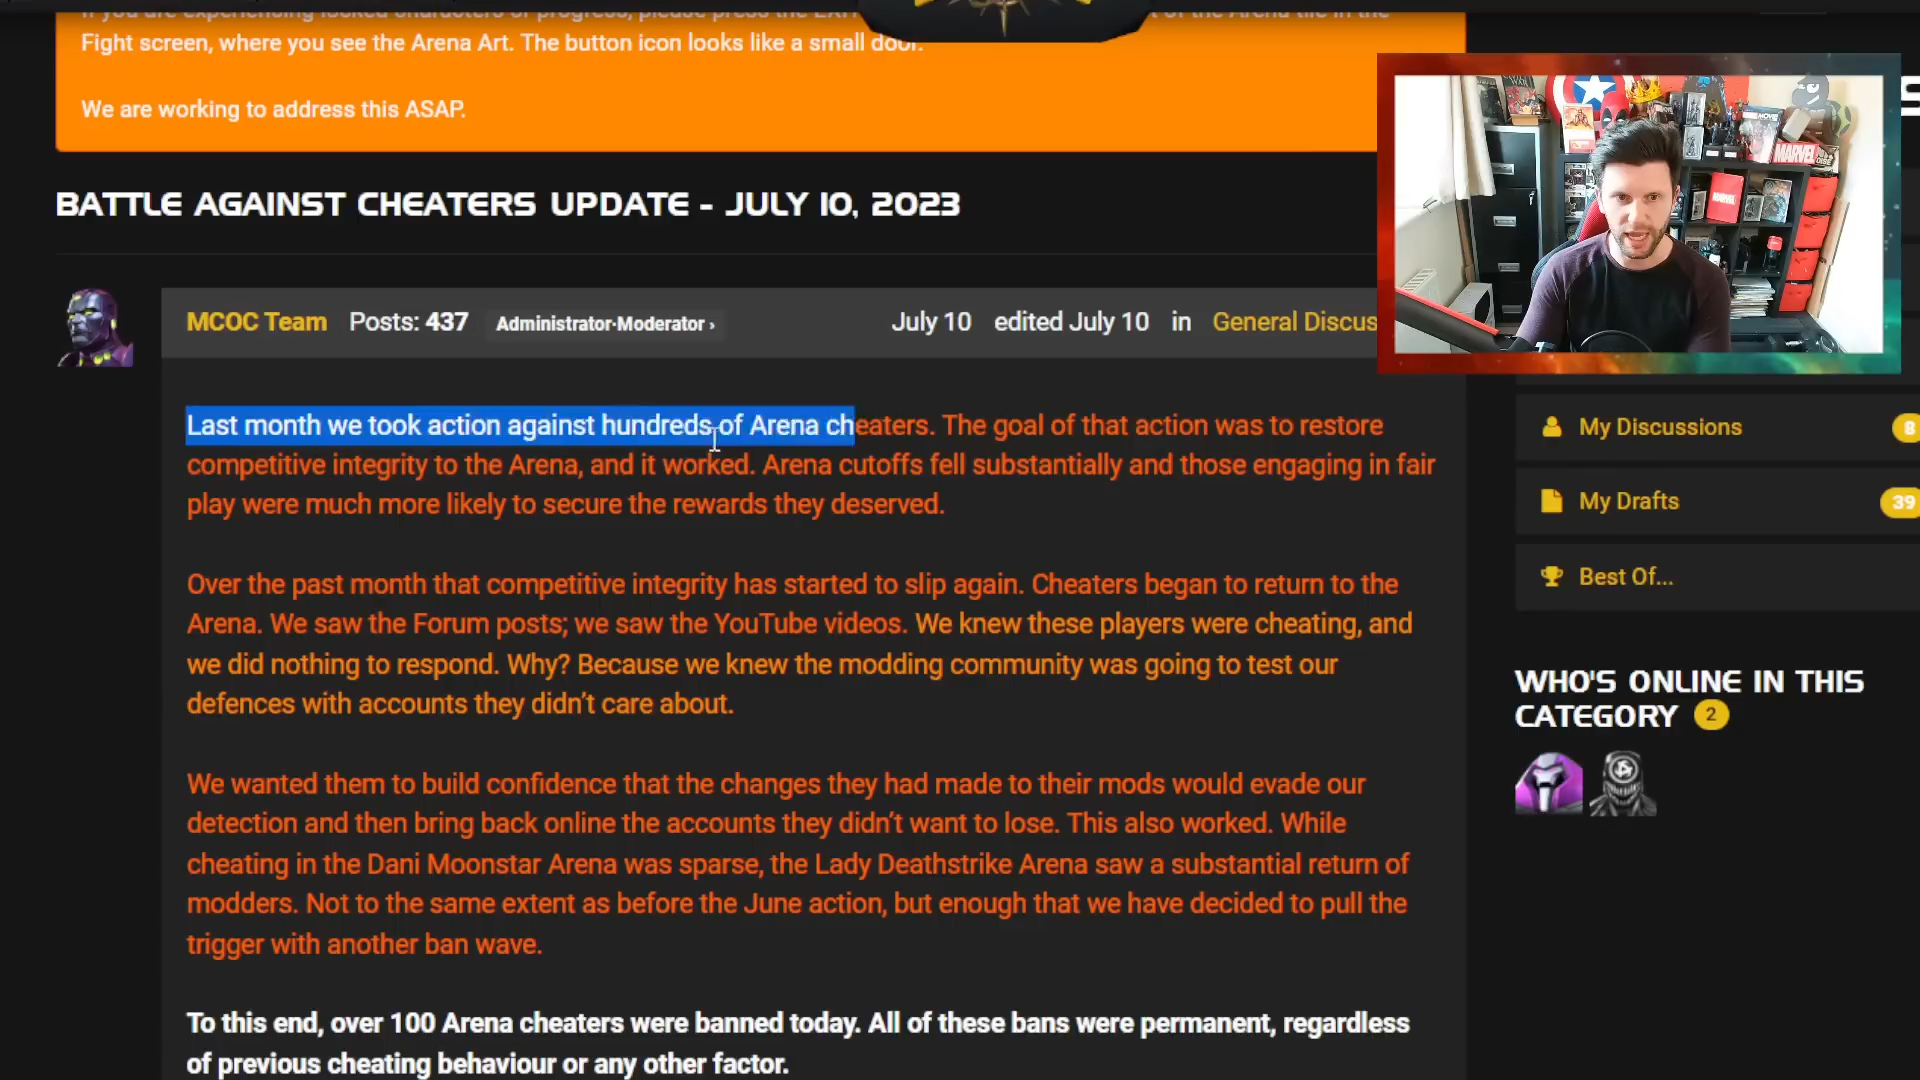 Fight screen, where you see the Arena Art. The button icon looks like a small door.
We are working to address this ASAP.
BATTLE AGAINST CHEATERS UPDATE - JULY 10, 2023
MCOC Team Posts: 437 Administrator·Moderator › July 10 edited July 10 in General Discus
Last month we took action against hundreds of Arena cheaters. The goal of that action was to restore
competitive integrity to the Arena, and it worked. Arena cutoffs fell substantially and those engaging in fair
play were much more likely to secure the rewards they deserved.
Over the past month that competitive integrity has started to slip again. Cheaters began to return to the
Arena. We saw the Forum posts; we saw the YouTube videos. We knew these players were cheating, and
we did nothing to respond. Why? Because we knew the modding community was going to test our
defences with accounts they didn't care about.
We wanted them to build confidence that the changes they had made to their mods would evade our
detection and then bring back online the accounts they didn't want to lose. This also worked. While
cheating in the Dani Moonstar Arena was sparse, the Lady Deathstrike Arena saw a substantial return of
modders. Not to the same extent as before the June action, but enough that we have decided to pull the
trigger with another ban wave.
To this end, over 100 Arena cheaters were banned today. All of these bans were permanent, regardless
of previous cheating behaviour or any other factor.
MARVEL
MARVEL
My Discussions 8
My Drafts 39
Best Of...
WHO'S ONLINE IN THIS
CATEGORY 2